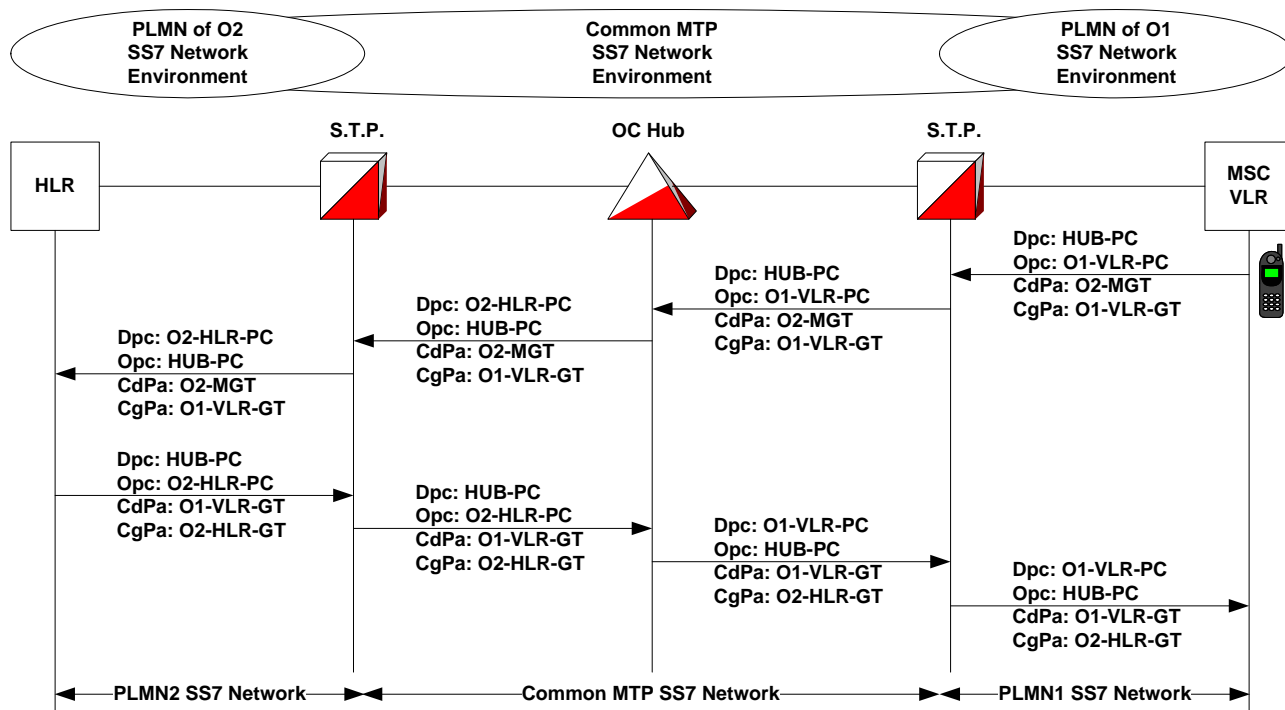 PLMN of O2
SS7 Network
Environment
Common MTP
SS7 Network
Environment
PLMN of O1
SS7 Network
Environment
S.T.P.
OC Hub
S.T.P.
HLR
MSC
VLR
Dpc: HUB-PC
Opc: O1-VLR-PC
CdPa: O2-MGT
CgPa: O1-VLR-GT
Dpc: HUB-PC
Opc: O1-VLR-PC
CdPa: O2-MGT
CgPa: O1-VLR-GT
Dpc: O2-HLR-PC
Opc: HUB-PC
CdPa: O2-MGT
CgPa: O1-VLR-GT
Dpc: O2-HLR-PC
Opc: HUB-PC
CdPa: O2-MGT
CgPa: O1-VLR-GT
Dpc: HUB-PC
Opc: O2-HLR-PC
CdPa: O1-VLR-GT
CgPa: O2-HLR-GT
Dpc: HUB-PC
Opc: O2-HLR-PC
CdPa: O1-VLR-GT
CgPa: O2-HLR-GT
Dpc: O1-VLR-PC
Opc: HUB-PC
CdPa: O1-VLR-GT
CgPa: O2-HLR-GT
Dpc: O1-VLR-PC
Opc: HUB-PC
CdPa: O1-VLR-GT
CgPa: O2-HLR-GT
PLMN2 SS7 Network
Common MTP SS7 Network
PLMN1 SS7 Network